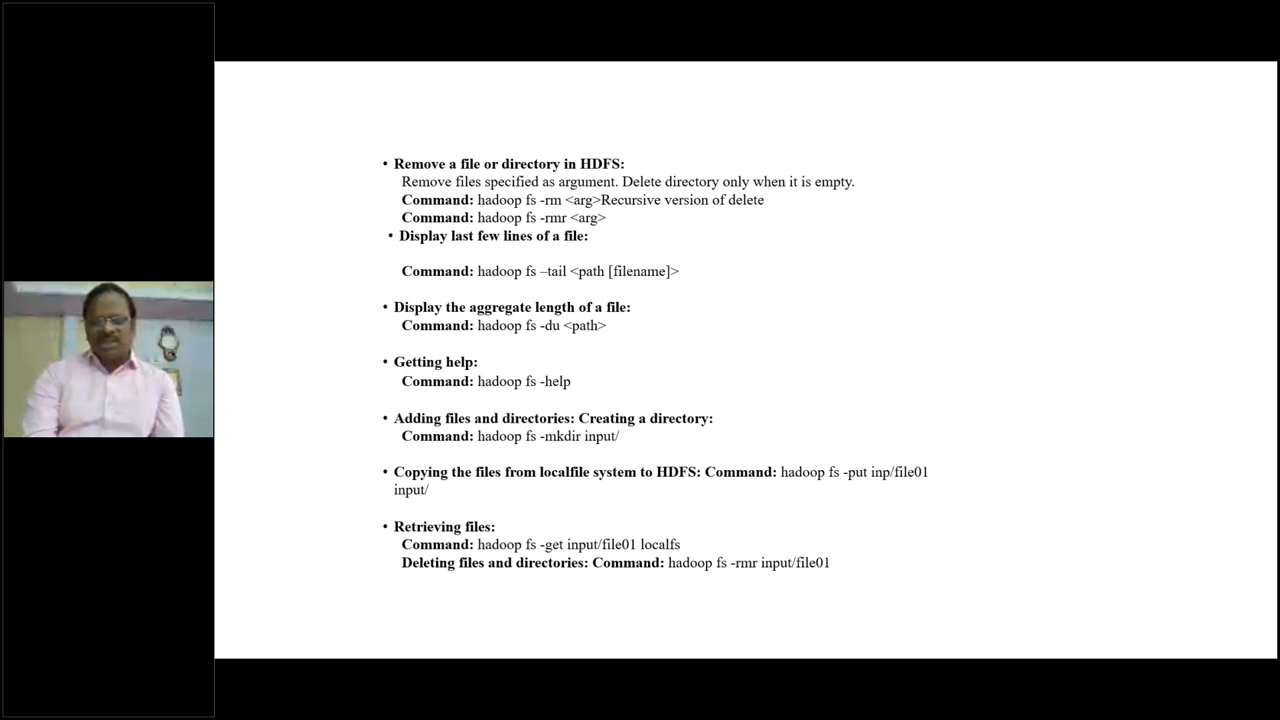 • Remove a file or directory in HDFS:
Remove files specified as argument. Delete directory only when it is empty.
Command: hadoop fs -rm <arg>Recursive version of delete
Command: hadoop fs -rmr <arg>
• Display last few lines of a file:
Command: hadoop fs –tail <path [filename]>
• Display the aggregate length of a file:
Command: hadoop fs -du <path>
• Getting help:
Command: hadoop fs -help
• Adding files and directories: Creating a directory:
Command: hadoop fs -mkdir input/
• Copying the files from localfile system to HDFS: Command: hadoop fs -put inp/file01
input/
• Retrieving files:
Command: hadoop fs -get input/file01 localfs
Deleting files and directories: Command: hadoop fs -rmr input/file01